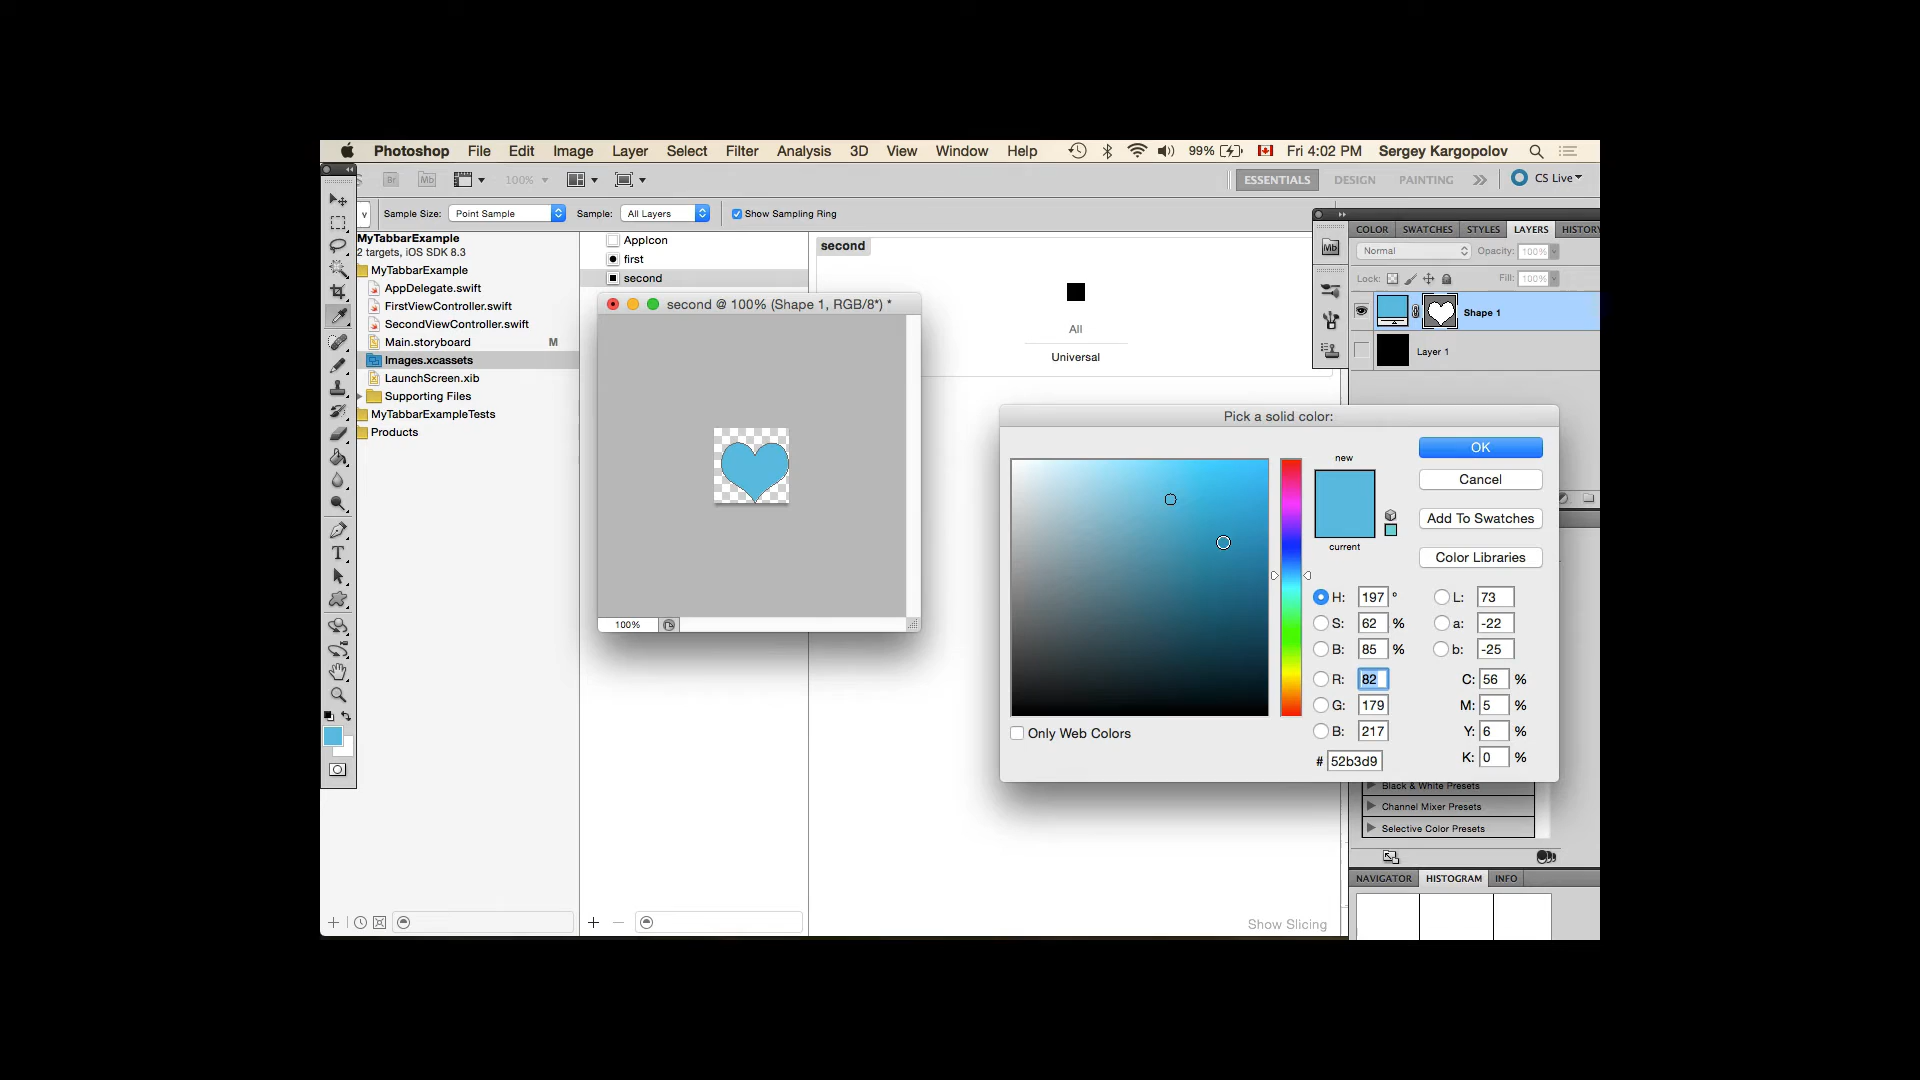 Photoshop File Edit Image Layer Select Filter Analysis 3D View Window Help 99% Fri 4:02 PM Sergey Kargopolov
Br Mb 100% ESSENTIALS DESIGN PAINTING CS Live
Sample Size: Point Sample Sample: All Layers Show Sampling Ring
MyTabbarExample
2 targets, iOS SDK 8.3
MyTabbarExample
AppDelegate.swift
FirstViewController.swift
SecondViewController.swift
Main.storyboard M
Images.xcassets
LaunchScreen.xib
Supporting Files
MyTabbarExampleTests
Products
AppIcon
first
second
second
All
Universal
second @ 100% (Shape 1, RGB/8*) *
100%
COLOR SWATCHES STYLES LAYERS HISTORY
Mb
Normal Opacity: 100%
Lock: Fill: 100%
Shape 1
Layer 1
Pick a solid color:
new
current
OK
Cancel
Add To Swatches
Color Libraries
H: 197 ° L: 73
S: 62 % a: -22
B: 85 % b: -25
R: 82 C: 56 %
G: 179 M: 5 %
B: 217 Y: 6 %
# 52b3d9 K: 0 %
Only Web Colors
Black & White Presets
Channel Mixer Presets
Selective Color Presets
NAVIGATOR HISTOGRAM INFO
Show Slicing